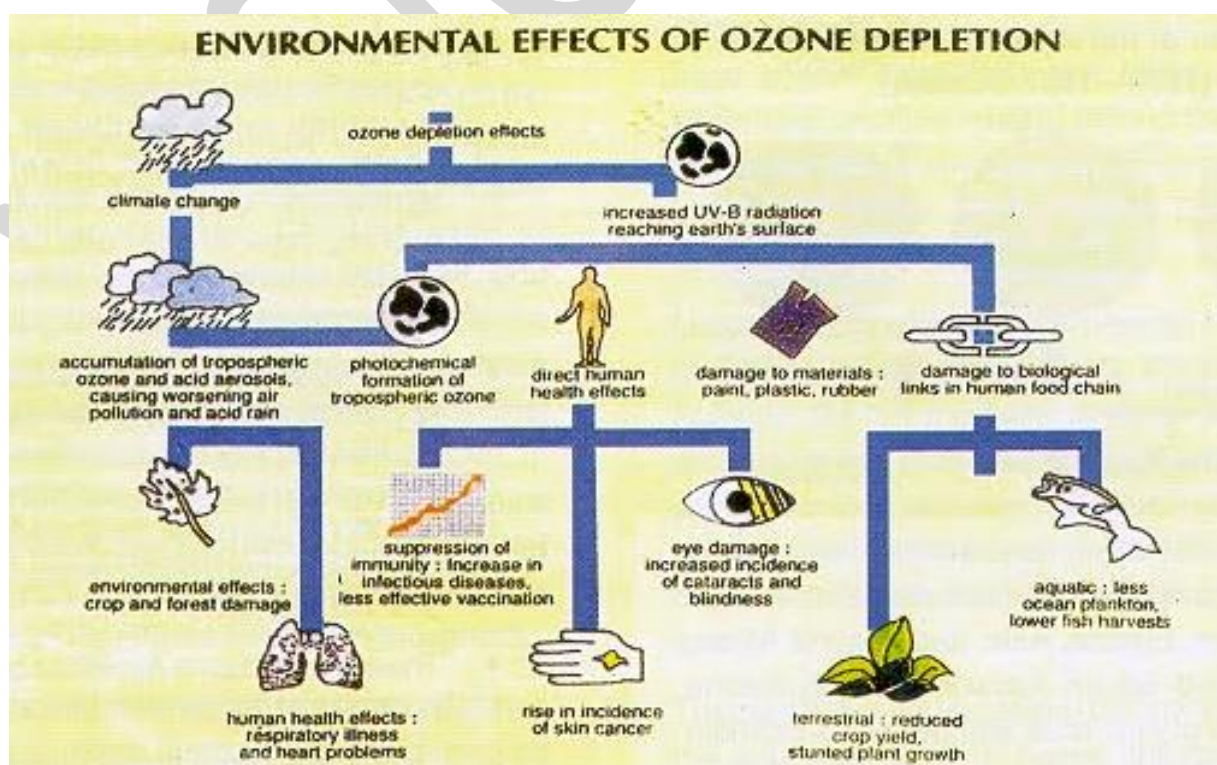 ENVIRONMENTAL EFFECTS OF OZONE DEPLETION
ozone depletion effects
climate change
increased UV-B radiation
reaching earth's surface
accumulation of tropospheric
ozone and acid aerosols,
causing worsening air
pollution and acid rain
photochemical
formation of
tropospheric ozone
direct human
health effects
damage to materials :
paint, plastic, rubber
damage to biological
links in human food chain
environmental effects :
crop and forest damage
suppression of
immunity : Increase in
infectious diseases,
less effective vaccination
eye damage :
increased incidence
of cataracts and
blindness
aquatic : less
ocean plankton,
lower fish harvests
human health effects :
respiratory illness
and heart problems
rise in incidence
of skin cancer
terrestrial : reduced
crop yield,
stunted plant growth